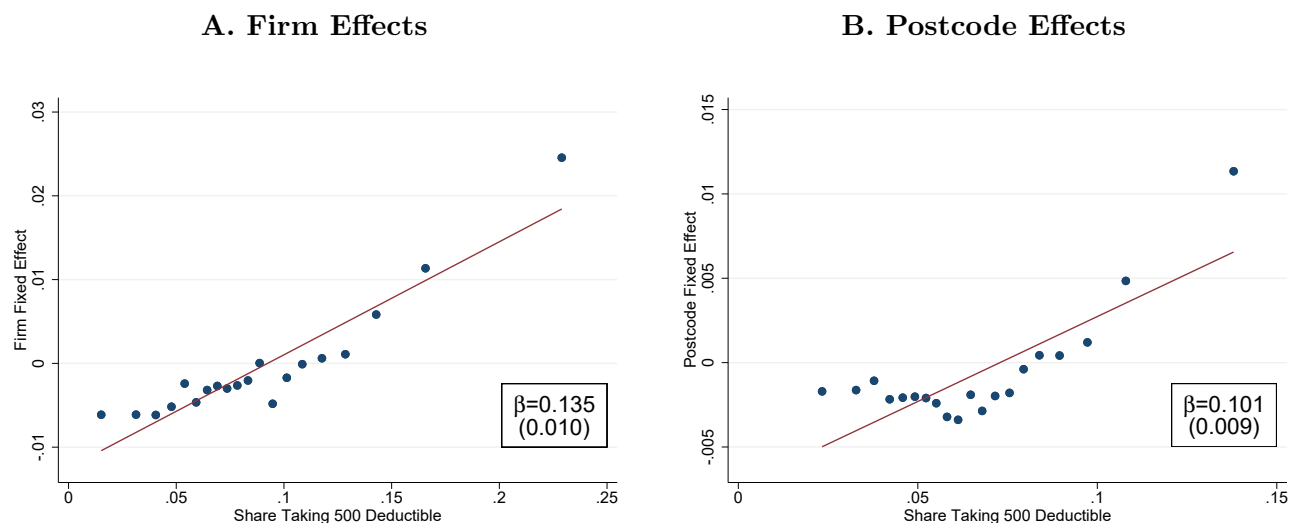 A. Firm Effects
Firm Fixed Effect
.03
.02
.01
0
-.01
0
.05
.1
.15
.2
.25
Share Taking 500 Deductible
β=0.135
(0.010)
B. Postcode Effects
Postcode Fixed Effect
.015
.01
.005
0
-.005
0
.05
.1
.15
Share Taking 500 Deductible
β=0.101
(0.009)